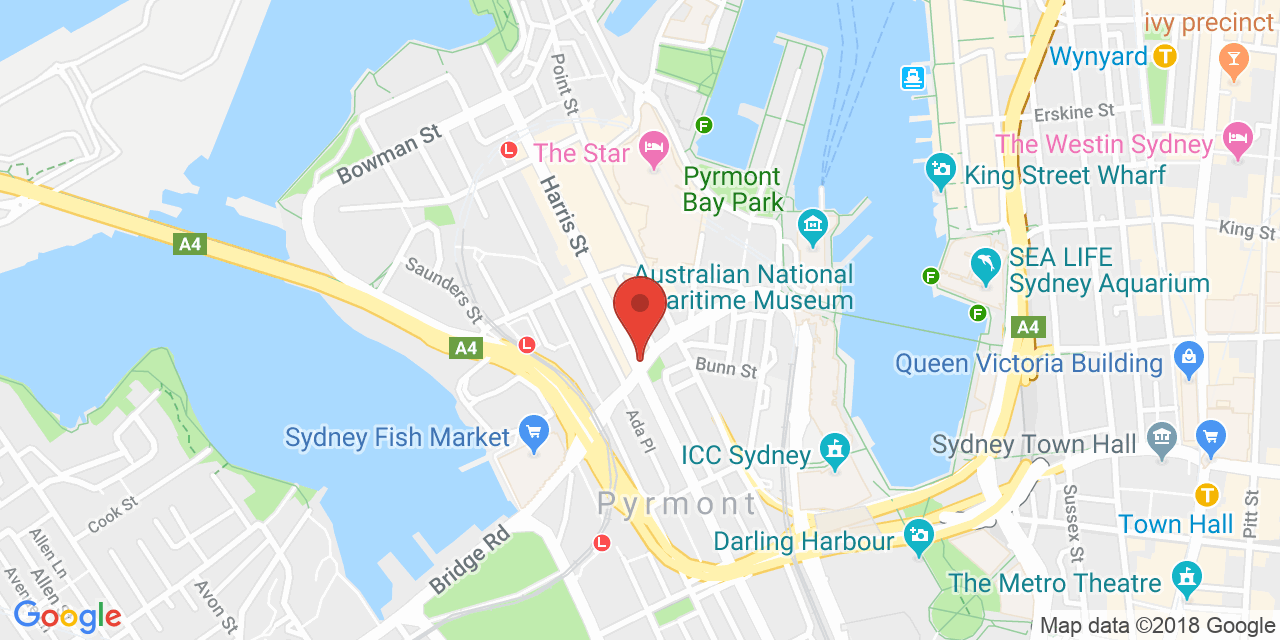 ivy precinct
Wynyard
T
Point St
Erskine St
Bowman St
F
L
The Star
The Westin Sydney
King Street Wharf
Pyrmont
Bay Park
Harris St
King St
A4
SEA LIFE
Sydney Aquarium
Australian National
aritime Museum
F
Saunders St
F
A4
A4
L
Queen Victoria Building
Bunn St
Ada Pl
Sydney Fish Market
Sydney Town Hall
ICC Sydney
Pyrmont
T
Town Hall
Sussex St
Pitt St
Cook St
Darling Harbour
L
Bridge Rd
Allen Ln
Allen S
Aven
Avon St
The Metro Theatre
Google
Map data ©2018 Google